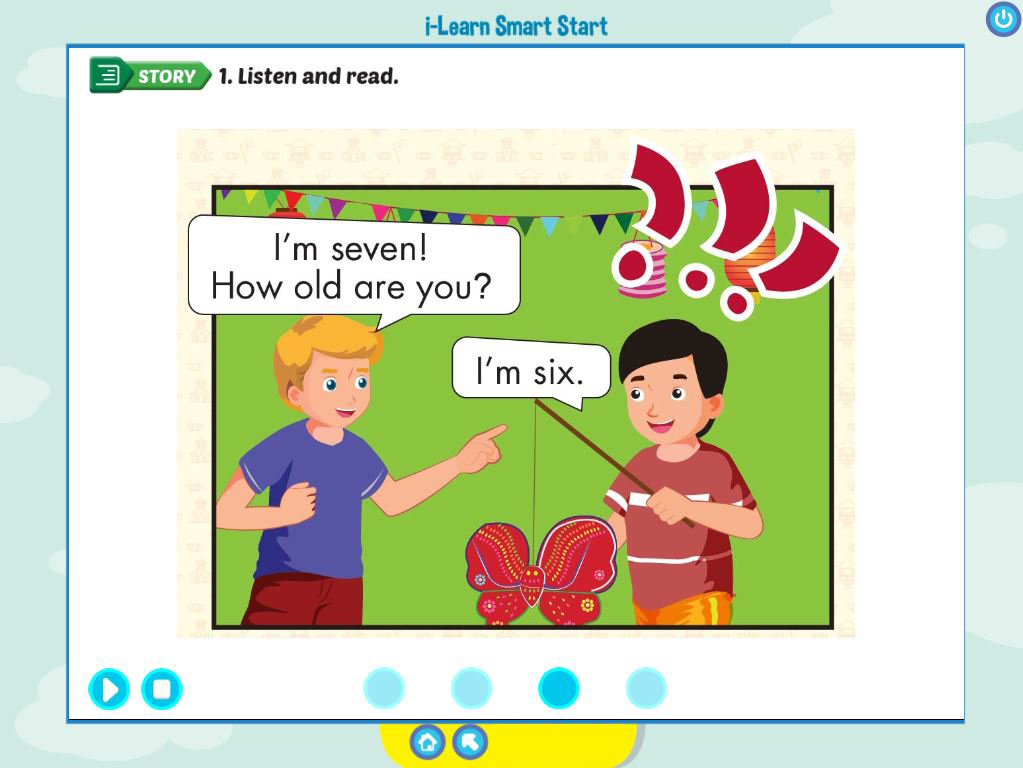 i-Learn Smart Start
STORY
1. Listen and read.
I'm seven!
How old are you?
I'm six.
!!!